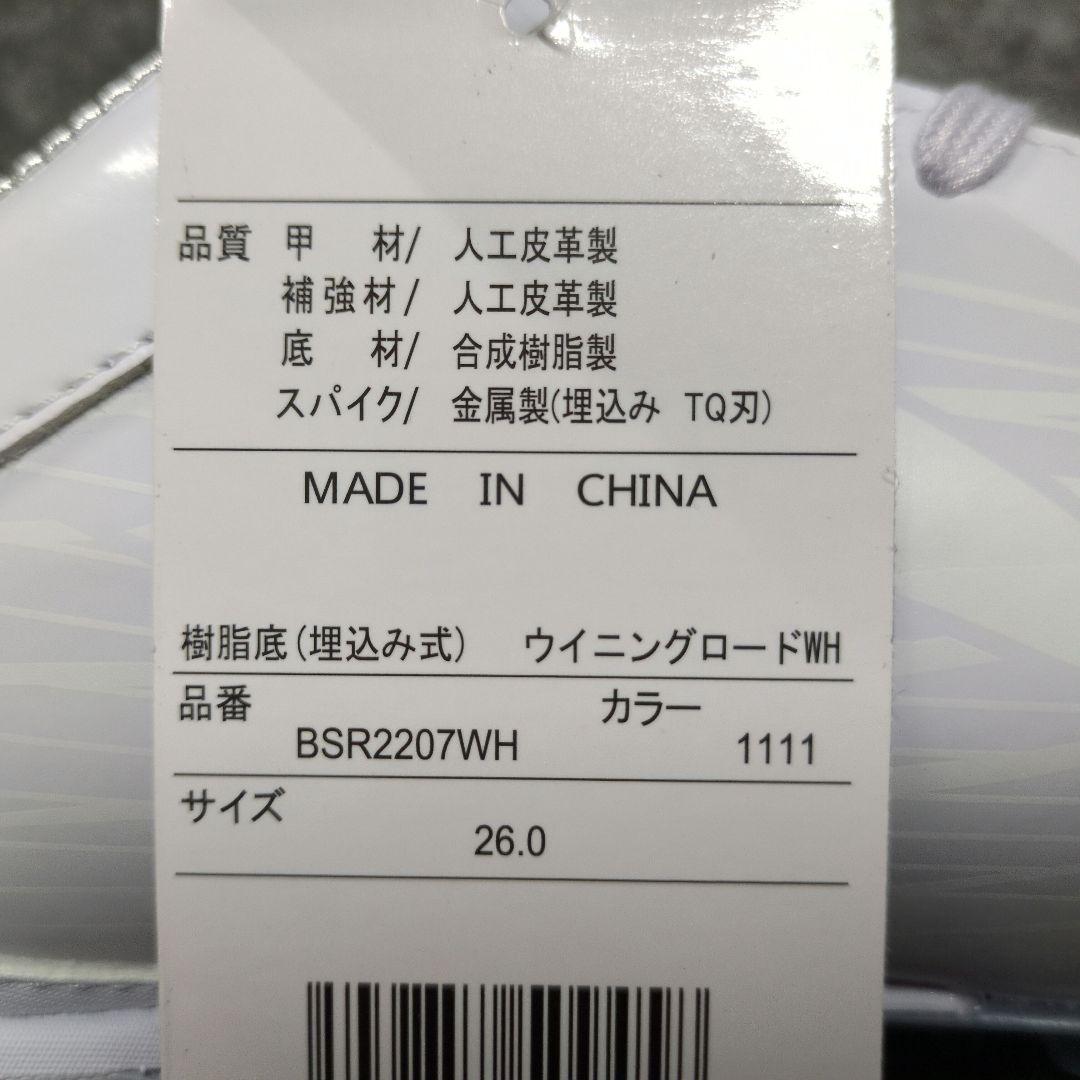 品質 甲 材/ 人工皮革製
補強材/ 人工皮革製
底 材/ 合成樹脂製
スパイク/ 金属製(埋込み TQ刃)
MADE IN CHINA
樹脂底(埋込み式) ウイニングロードWH
品番 カラー
BSR2207WH 1111
サイズ
26.0